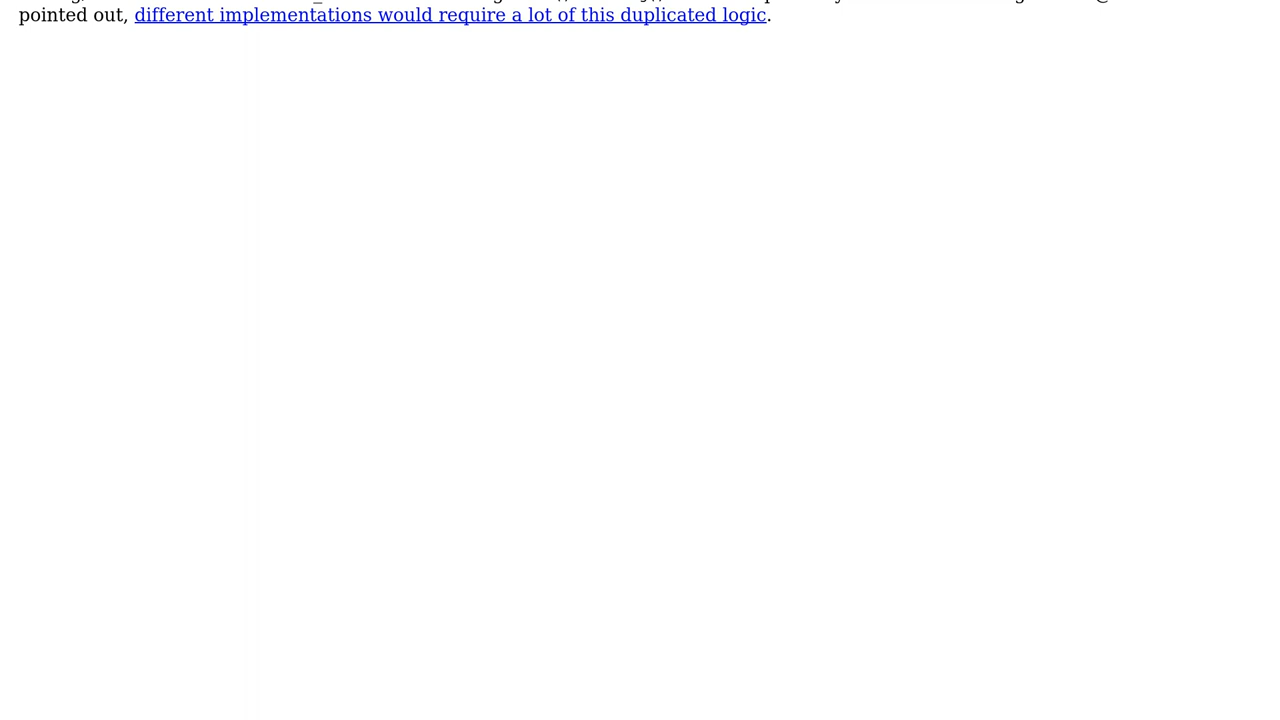 pointed out, different implementations would require a lot of this duplicated logic.